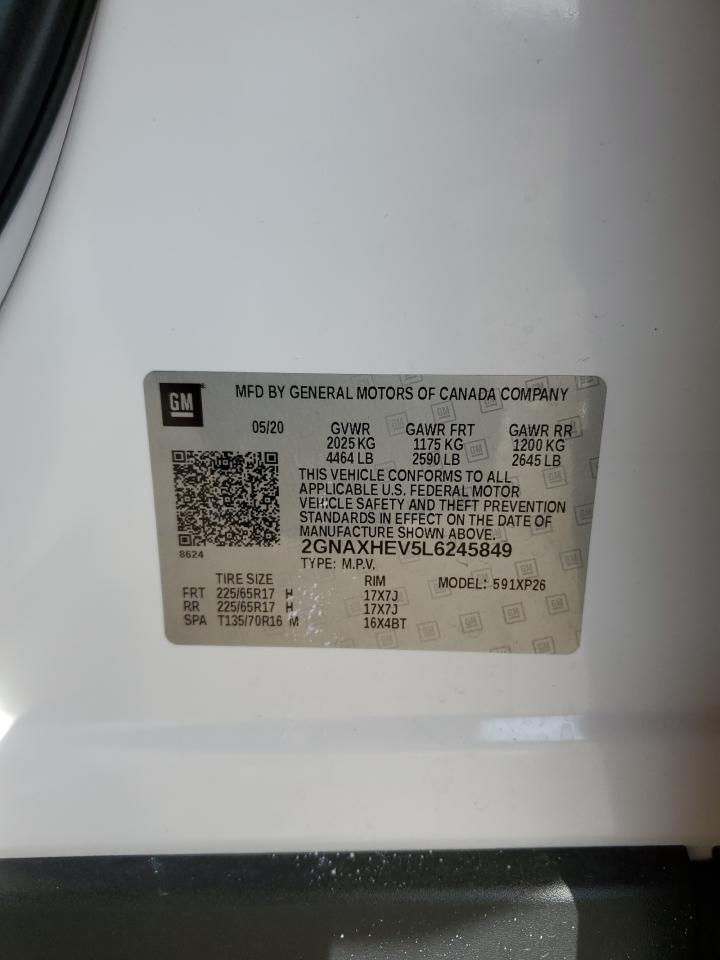 GM
MFD BY GENERAL MOTORS OF CANADA COMPANY
05/20 GVWR GAWR FRT GAWR RR
2025 KG 1175 KG 1200 KG
4464 LB 2590 LB 2645 LB
THIS VEHICLE CONFORMS TO ALL
APPLICABLE U.S. FEDERAL MOTOR
VEHICLE SAFETY AND THEFT PREVENTION
STANDARDS IN EFFECT ON THE DATE OF
MANUFACTURE SHOWN ABOVE.
8624
2GNAXHEV5L6245849
TYPE: M.P.V.
TIRE SIZE RIM MODEL: 591XP26
FRT 225/65R17 H 17X7J
RR 225/65R17 H 17X7J
SPA T135/70R16 M 16X4BT